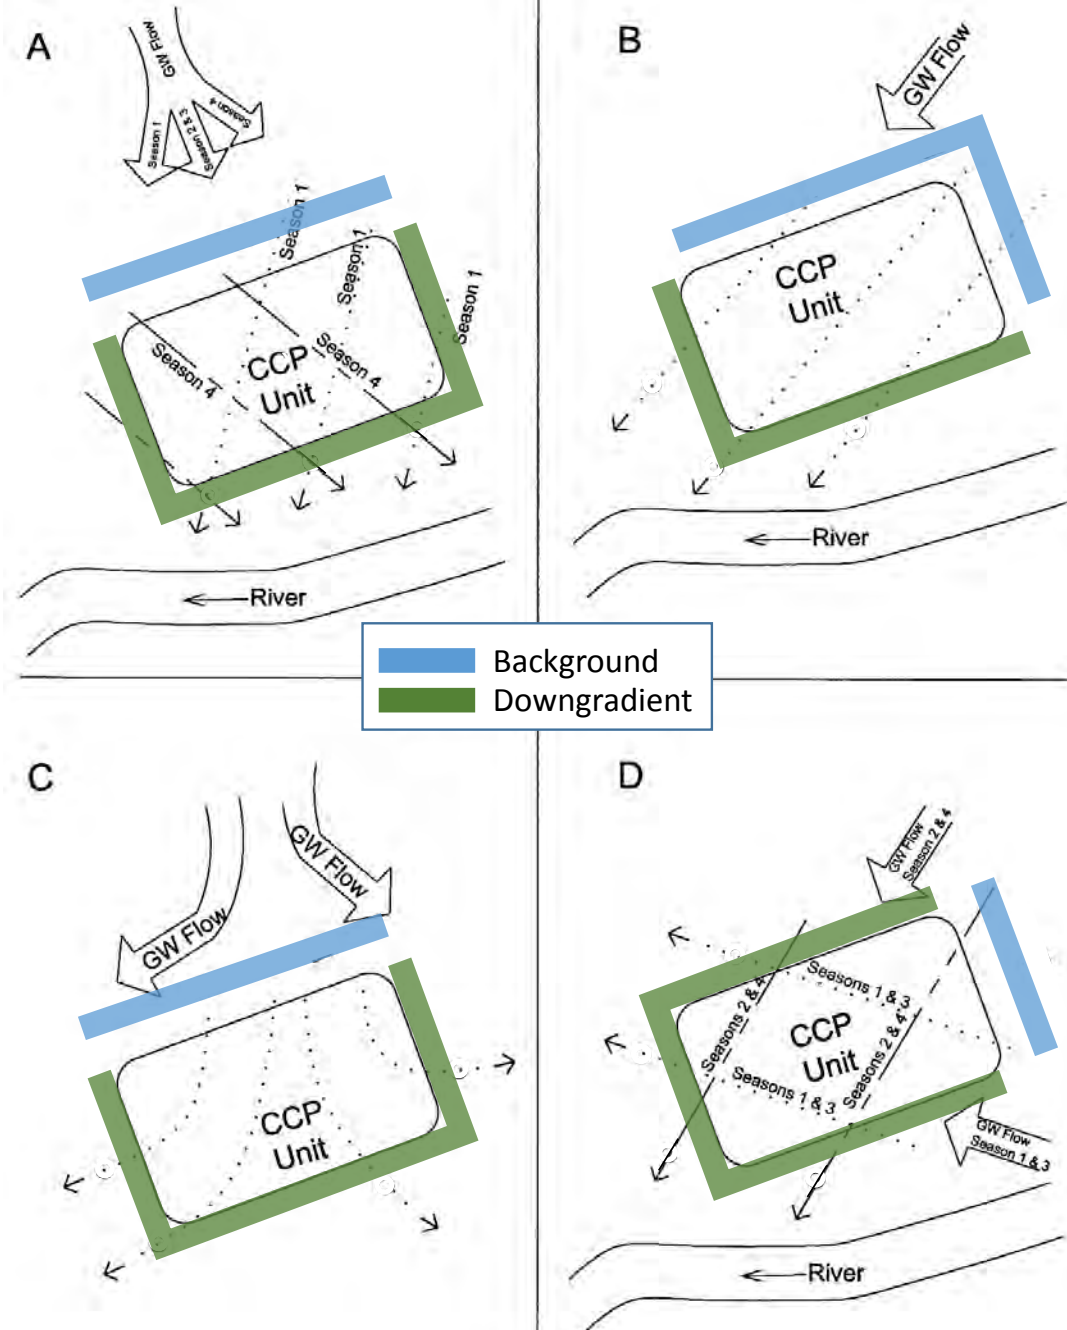 A
GW Flow
Season 1
Season 2 & 3
Season 4
Season 1
Season 1
Season 1
Season 4
Season 4
CCP
Unit
River
B
GW Flow
CCP
Unit
River
Background
Downgradient
C
GW Flow
GW Flow
CCP
Unit
D
GW Flow
Season 2 & 4
Seasons 1 & 3
Seasons 2 & 4
CCP
Unit
Seasons 2 & 4
Seasons 1 & 3
GW Flow
Season 1 & 3
River